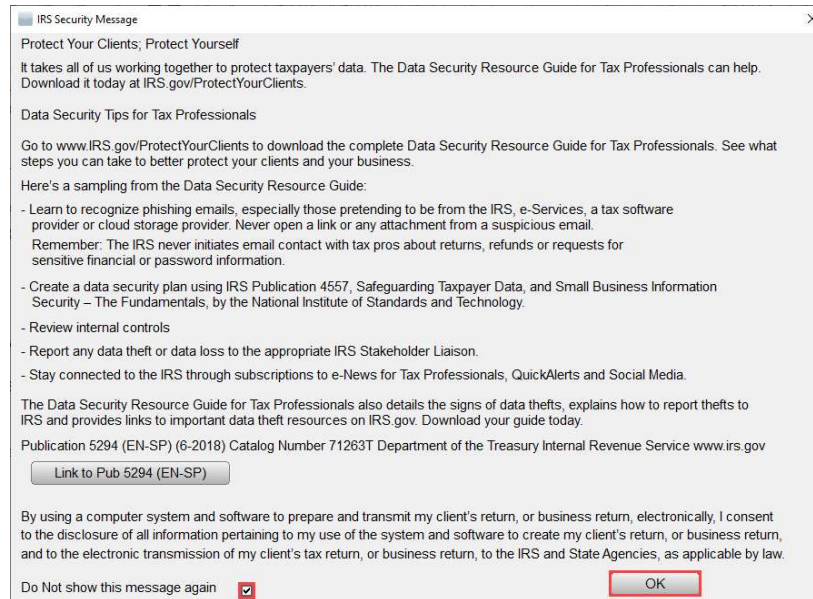 IRS Security Message
Protect Your Clients; Protect Yourself
It takes all of us working together to protect taxpayers' data. The Data Security Resource Guide for Tax Professionals can help.
Download it today at IRS.gov/ProtectYourClients.
Data Security Tips for Tax Professionals
Go to www.IRS.gov/ProtectYourClients to download the complete Data Security Resource Guide for Tax Professionals. See what
steps you can take to better protect your clients and your business.
Here's a sampling from the Data Security Resource Guide:
- Learn to recognize phishing emails, especially those pretending to be from the IRS, e-Services, a tax software
provider or cloud storage provider. Never open a link or any attachment from a suspicious email.
Remember: The IRS never initiates email contact with tax pros about returns, refunds or requests for
sensitive financial or password information.
- Create a data security plan using IRS Publication 4557, Safeguarding Taxpayer Data, and Small Business Information
Security – The Fundamentals, by the National Institute of Standards and Technology.
- Review internal controls
- Report any data theft or data loss to the appropriate IRS Stakeholder Liaison.
- Stay connected to the IRS through subscriptions to e-News for Tax Professionals, QuickAlerts and Social Media.
The Data Security Resource Guide for Tax Professionals also details the signs of data thefts, explains how to report thefts to
IRS and provides links to important data theft resources on IRS.gov. Download your guide today.
Publication 5294 (EN-SP) (6-2018) Catalog Number 71263T Department of the Treasury Internal Revenue Service www.irs.gov
Link to Pub 5294 (EN-SP)
By using a computer system and software to prepare and transmit my client's return, or business return, electronically, I consent
to the disclosure of all information pertaining to my use of the system and software to create my client's return, or business return,
and to the electronic transmission of my client's tax return, or business return, to the IRS and State Agencies, as applicable by law.
Do Not show this message again
OK